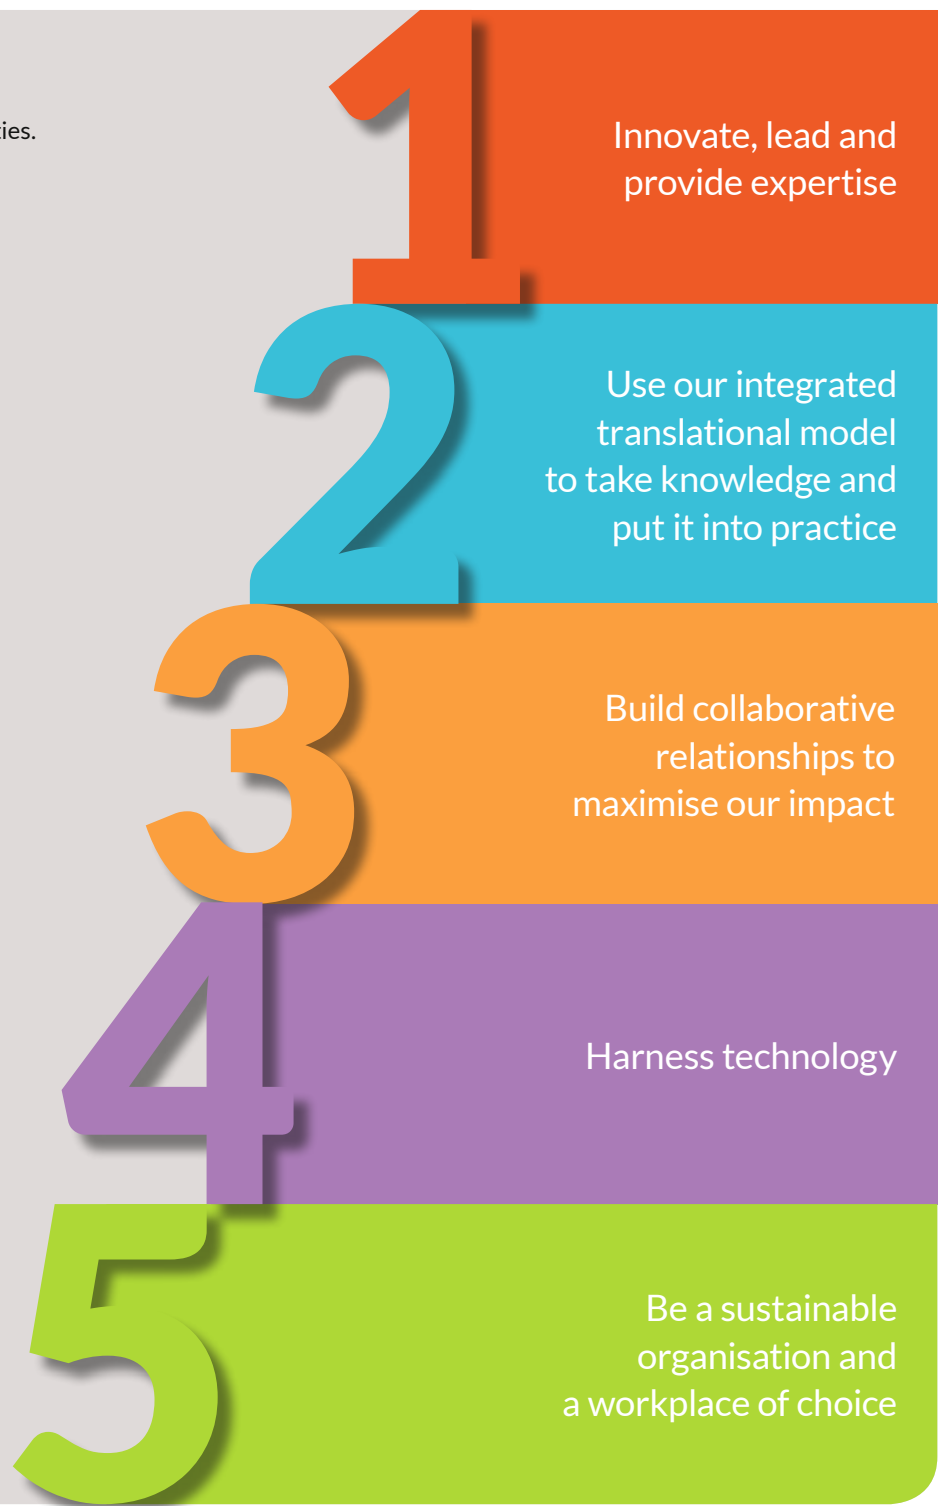 ties.
1
Innovate, lead and
provide expertise
2
Use our integrated
translational model
to take knowledge and
put it into practice
3
Build collaborative
relationships to
maximise our impact
4
Harness technology
5
Be a sustainable
organisation and
a workplace of choice